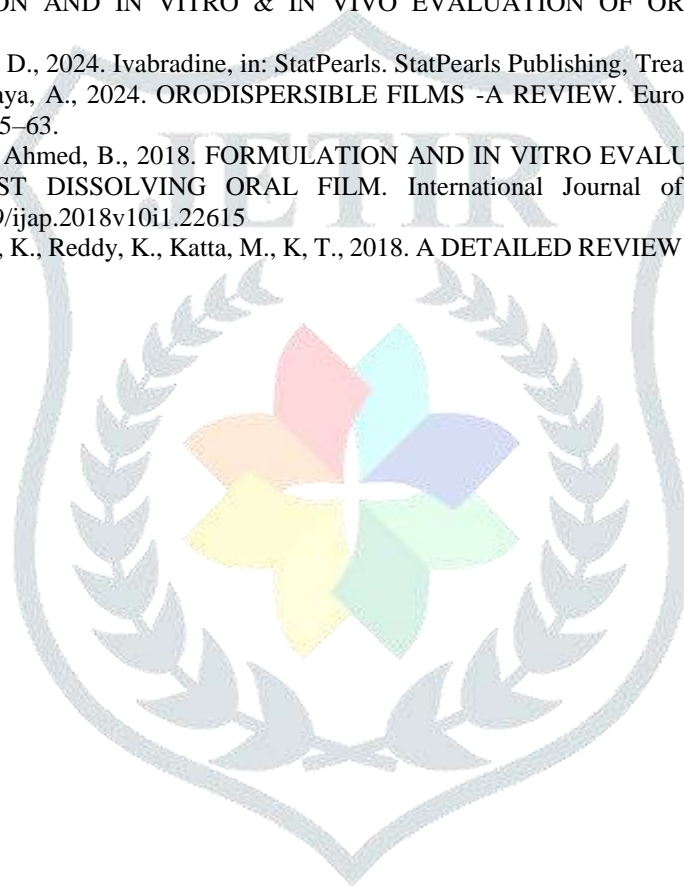 ON AND IN VITRO & IN VIVO EVALUATION OF OR
D., 2024. Ivabradine, in: StatPearls. StatPearls Publishing, Trea
aya, A., 2024. ORODISPERSIBLE FILMS -A REVIEW. Euro
5–63.
Ahmed, B., 2018. FORMULATION AND IN VITRO EVALU
ST DISSOLVING ORAL FILM. International Journal of
9/ijap.2018v10i1.22615
, K., Reddy, K., Katta, M., K, T., 2018. A DETAILED REVIEW
JETIR